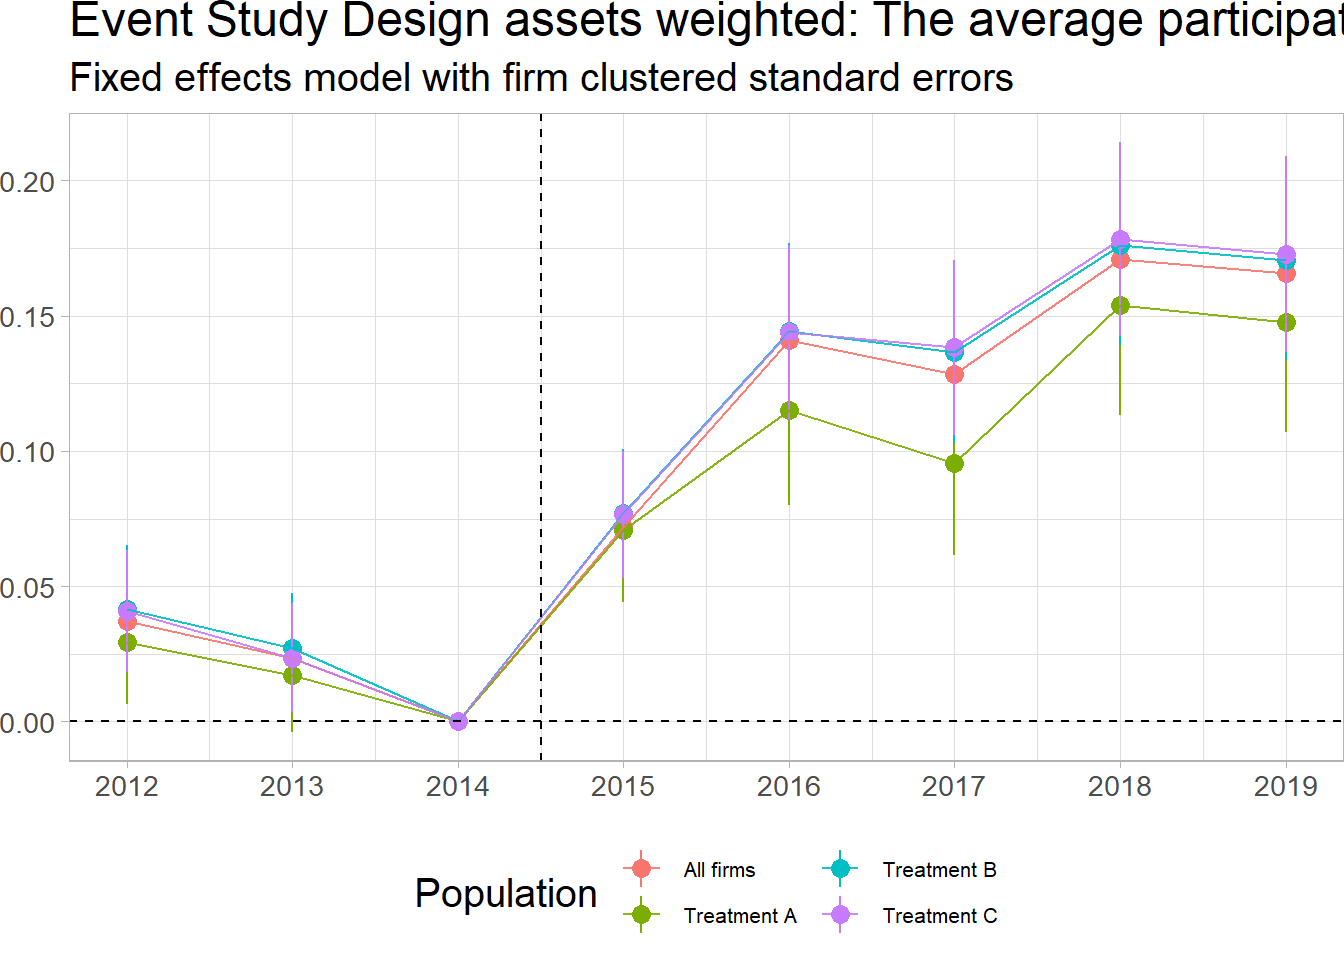 Event Study Design assets weighted: The average participat
Fixed effects model with firm clustered standard errors
0.20
0.15
0.10
0.05
0.00
2012 2013 2014 2015 2016 2017 2018 2019
Population
All firms Treatment B
Treatment A Treatment C